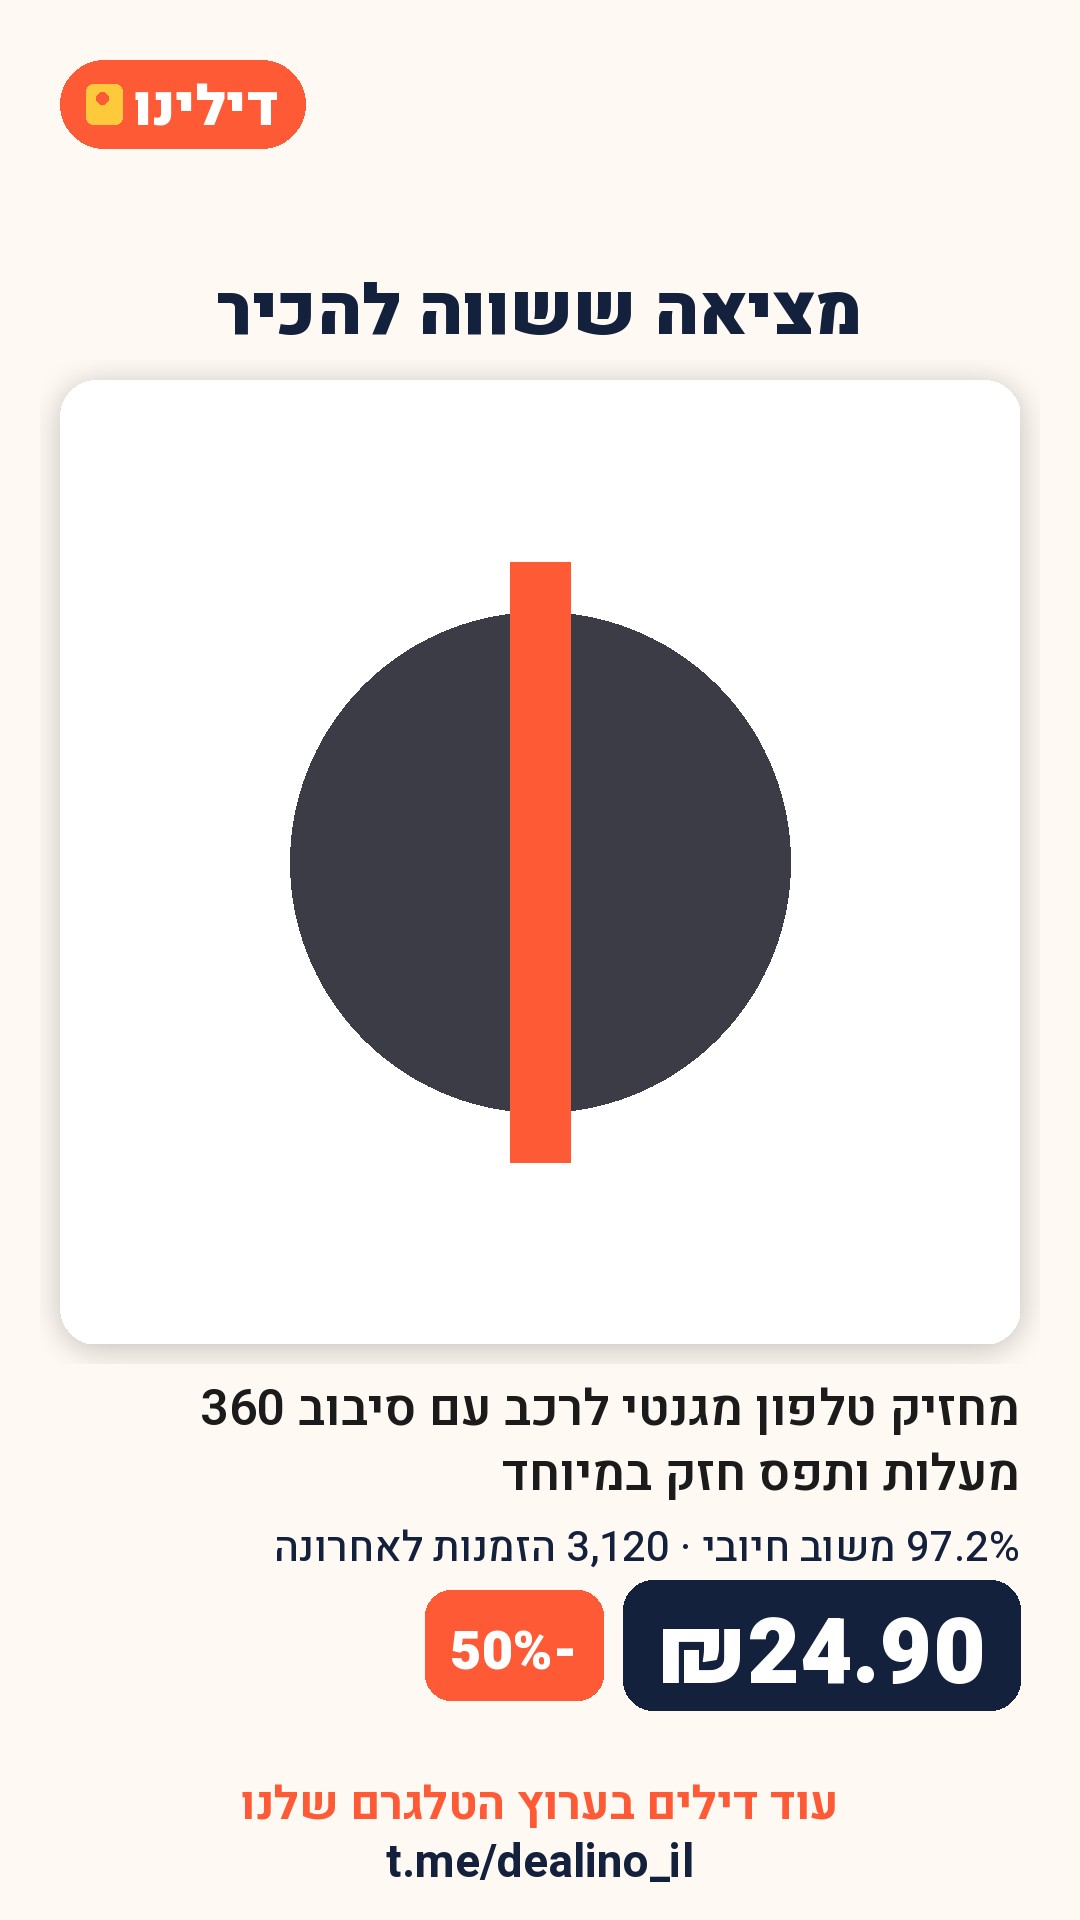 דילינו
מציאה ששווה להכיר
מחזיק טלפון מגנטי לרכב עם סיבוב 360
מעלות ותפס חזק במיוחד
97.2% משוב חיובי · 3,120 הזמנות לאחרונה
₪24.90
-50%
עוד דילים בערוץ הטלגרם שלנו
t.me/dealino_il